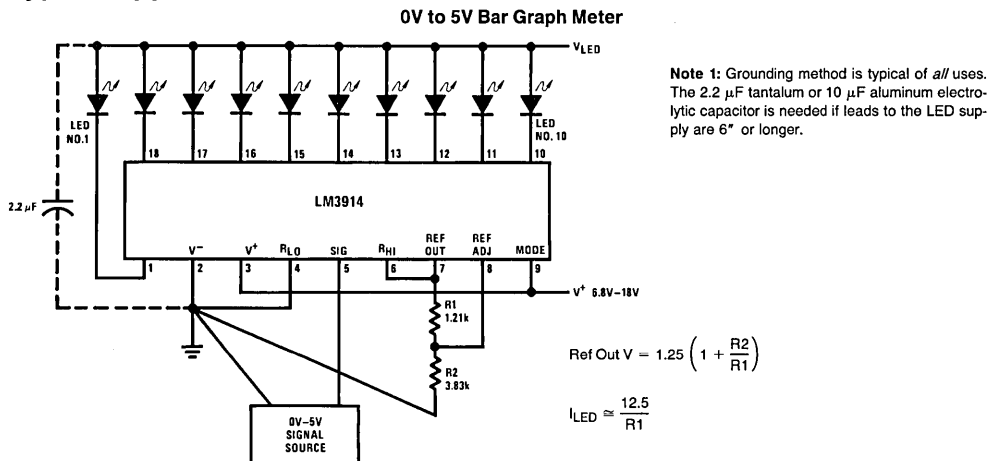 0V to 5V Bar Graph Meter
VLED
LED
NO.1
LED
NO. 10
18 17 16 15 14 13 12 11 10
LM3914
2.2 µF
V− V+ RLO SIG RHI REF OUT REF ADJ MODE
1 2 3 4 5 6 7 8 9
V+ 6.8V–18V
R1
1.21k
R2
3.83k
0V–5V
SIGNAL
SOURCE
Note 1: Grounding method is typical of all uses.
The 2.2 µF tantalum or 10 µF aluminum electro-
lytic capacitor is needed if leads to the LED sup-
ply are 6″ or longer.
Ref Out V = 1.25 (1 + R2/R1)
ILED ≅ 12.5/R1